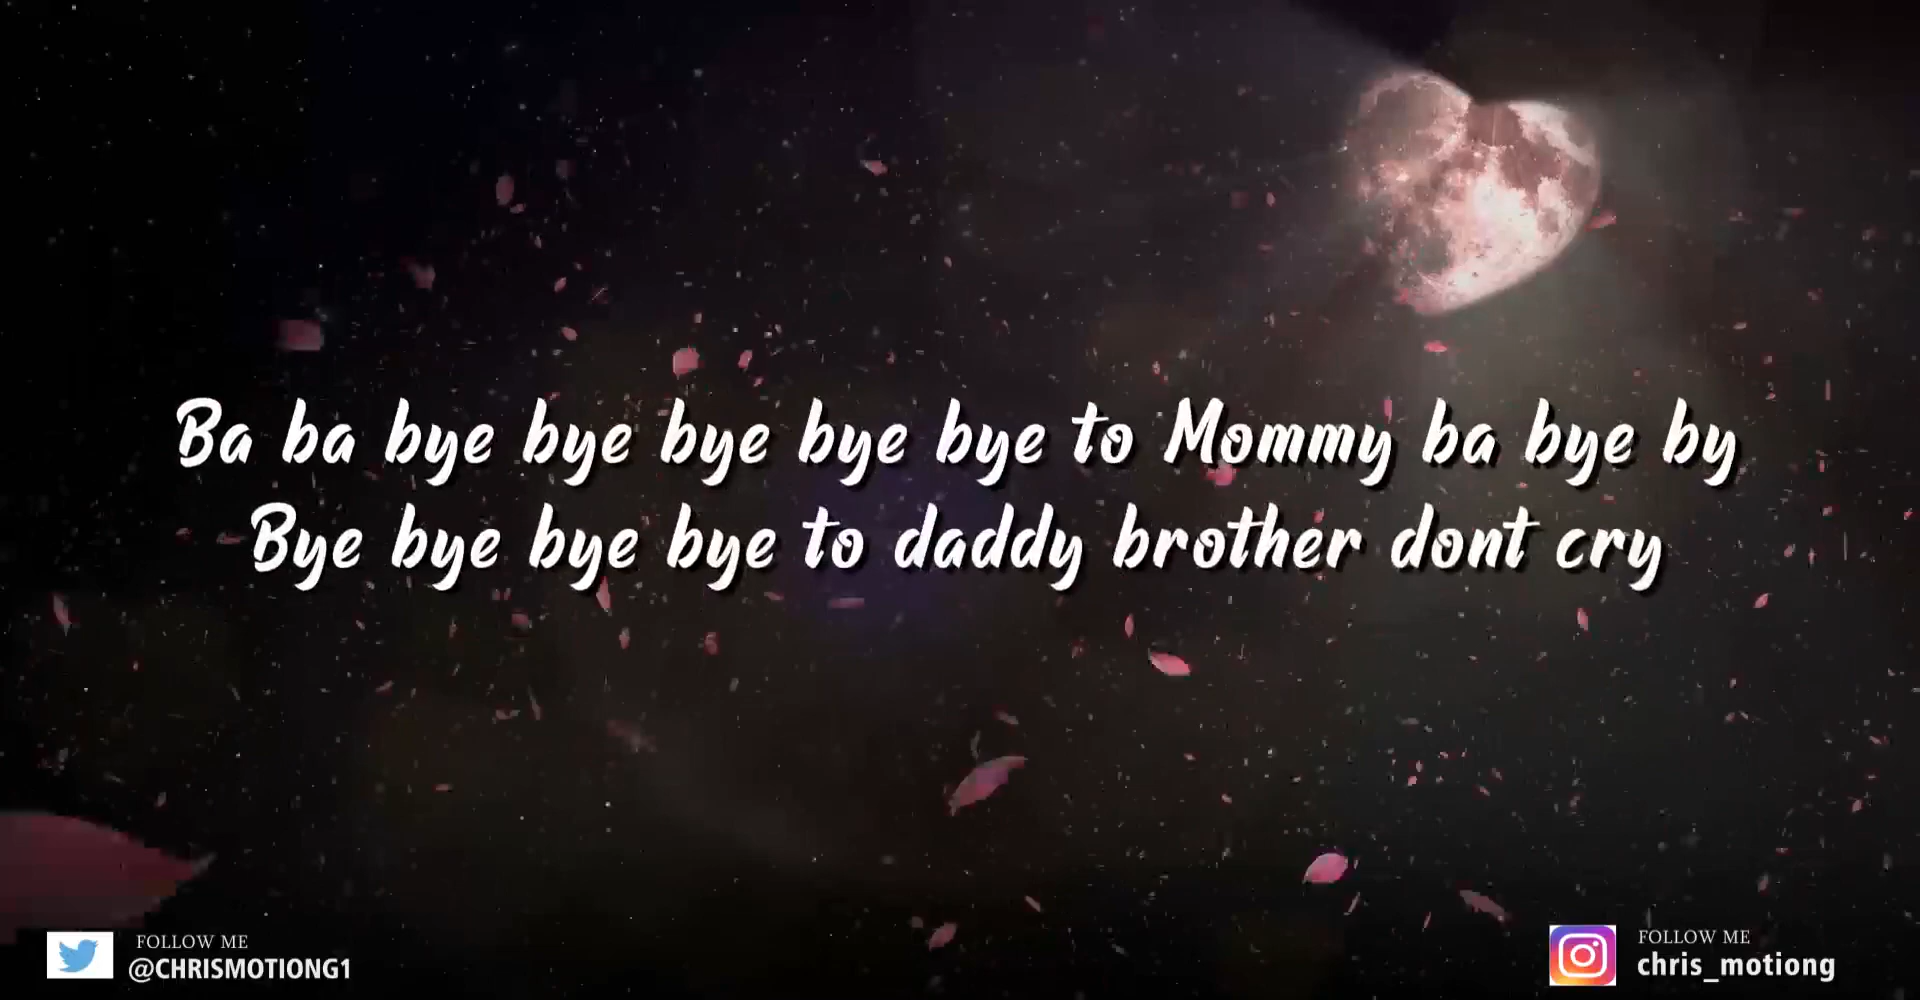 Ba ba bye bye bye bye bye to Mommy ba bye by
Bye bye bye bye to daddy brother dont cry
FOLLOW ME
@CHRISMOTIONG1
FOLLOW ME
chris_motiong